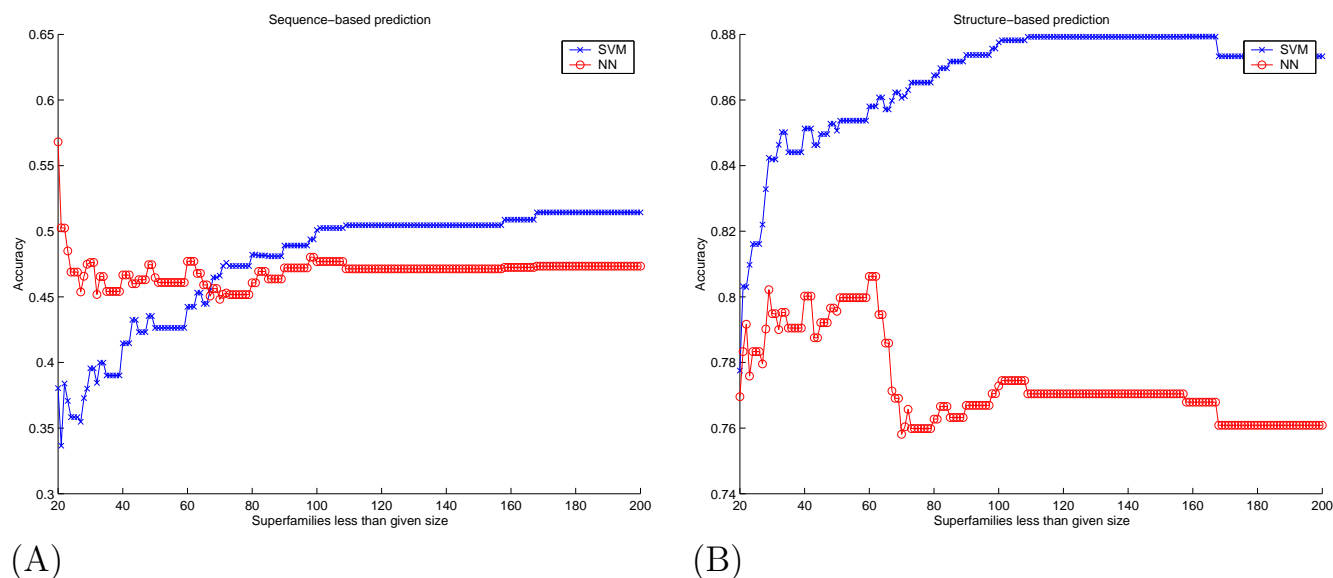 Sequence−based prediction
0.65
0.6
0.55
0.5
0.45
0.4
0.35
0.3
Accuracy
SVM
NN
20 40 60 80 100 120 140 160 180 200
Superfamilies less than given size
(A)
Structure−based prediction
0.88
0.86
0.84
0.82
0.8
0.78
0.76
0.74
Accuracy
SVM
NN
20 40 60 80 100 120 140 160 180 200
Superfamilies less than given size
(B)